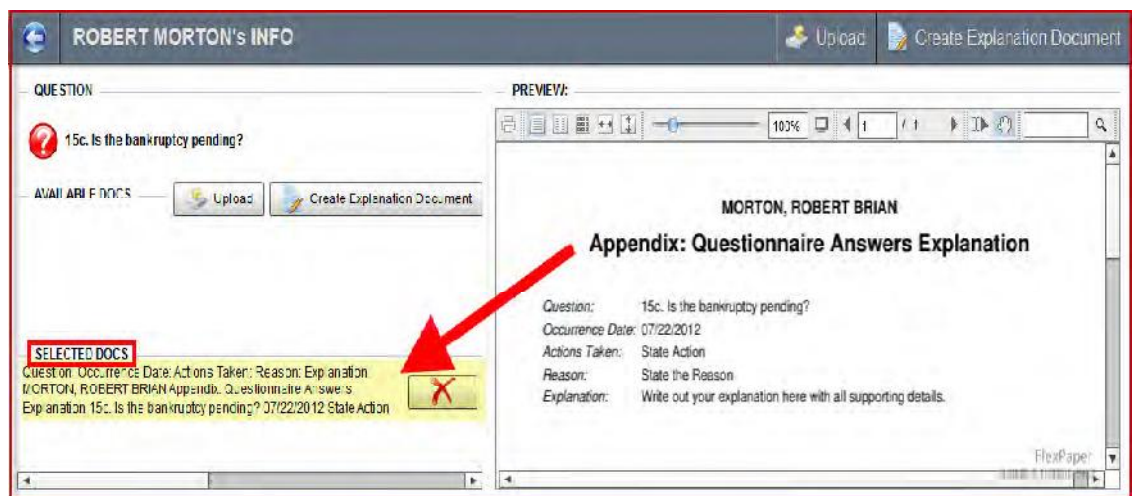 ROBERT MORTON's INFO
Upload
Create Explanation Document
QUESTION
15c. Is the bankruptcy pending?
AVAILABLE DOCS
Upload
Create Explanation Document
SELECTED DOCS
Question: Occurrence Date: Actions Taken: Reason: Explanation:
MORTON, ROBERT BRIAN Appendix: Questionnaire Answers
Explanation 15c. Is the bankruptcy pending? 07/22/2012 State Action
PREVIEW:
100%
1 / 1
MORTON, ROBERT BRIAN
Appendix: Questionnaire Answers Explanation
Question: 15c. Is the bankruptcy pending?
Occurrence Date: 07/22/2012
Actions Taken: State Action
Reason: State the Reason
Explanation: Write out your explanation here with all supporting details.
FlexPaper